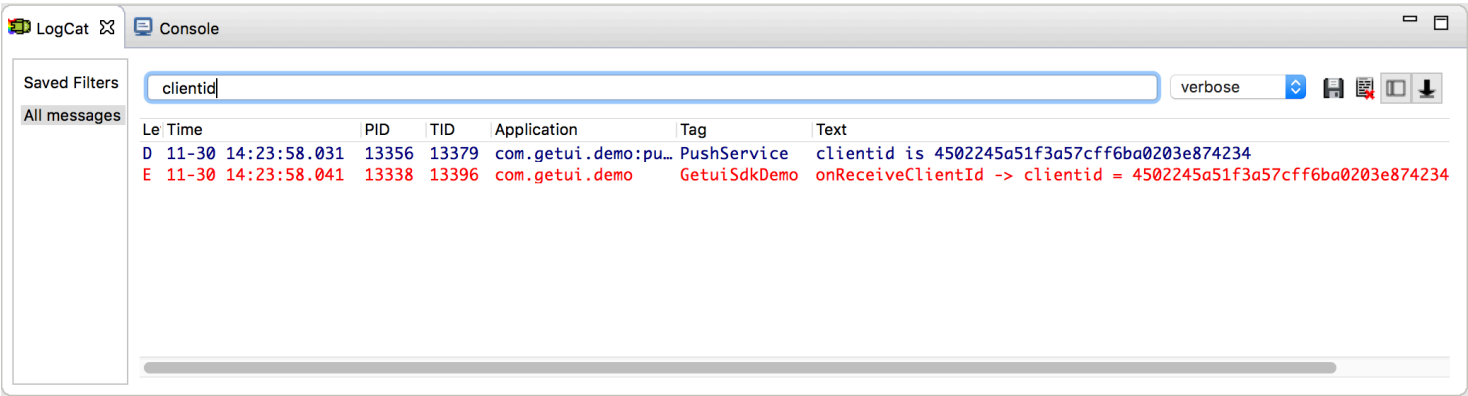 LogCat Console
Saved Filters
All messages
clientid
verbose
Le Time PID TID Application Tag Text
D 11-30 14:23:58.031 13356 13379 com.getui.demo:pu... PushService clientid is 4502245a51f3a57cff6ba0203e874234
E 11-30 14:23:58.041 13338 13396 com.getui.demo GetuiSdkDemo onReceiveClientId -> clientid = 4502245a51f3a57cff6ba0203e874234